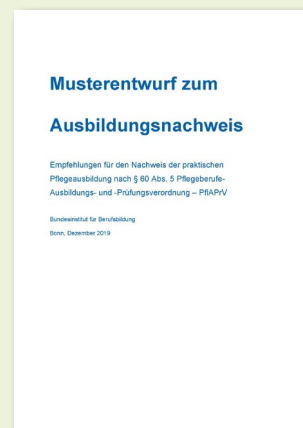 Musterentwurf zum
Ausbildungsnachweis
Empfehlungen für den Nachweis der praktischen
Pflegeausbildung nach § 60 Abs. 5 Pflegeberufe-
Ausbildungs- und -Prüfungsverordnung – PflAPrV
Bundesinstitut für Berufsbildung
Bonn, Dezember 2019